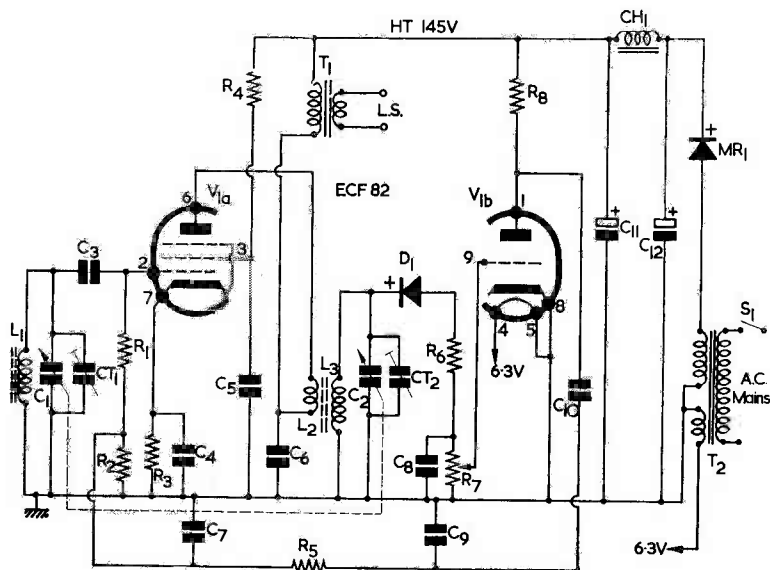 HT 145V
CH1
T1
R4
L.S.
R8
+
MR1
6
V1a
ECF 82
V1b
1
+
+
C11
C12
C3
3
2
7
9
D1
+
8
4
5
S1
L1
R1
R6
6·3V
A.C.
Mains
C1
CT1
C5
L3
C2
CT2
C10
L2
R2
R3
C4
C6
C8
R7
T2
C7
R5
C9
6·3V